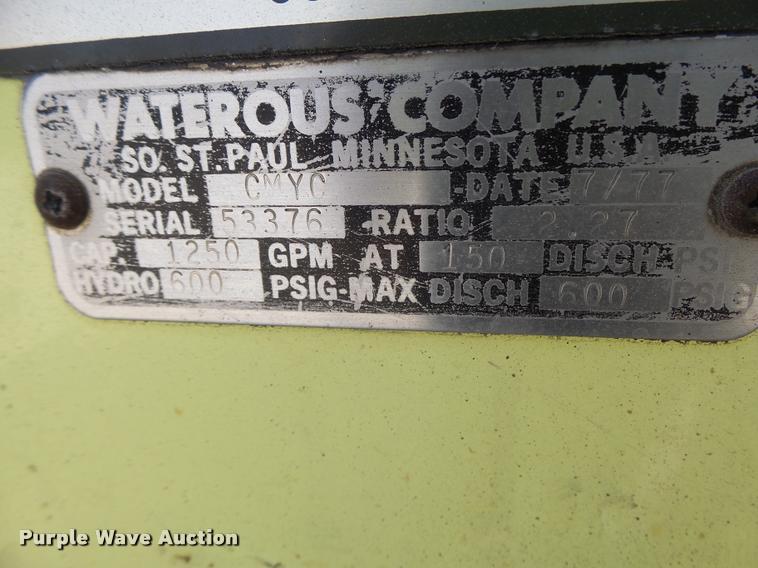 WATEROUS COMPANY
SO. ST. PAUL MINNESOTA U.S.A.
MODEL CMYC DATE 7/77
SERIAL 53376 RATIO 2.27
CAP. 1250 GPM AT 150 DISCH PSI
HYDRO 600 PSIG-MAX DISCH 600 PSIG
Purple Wave Auction